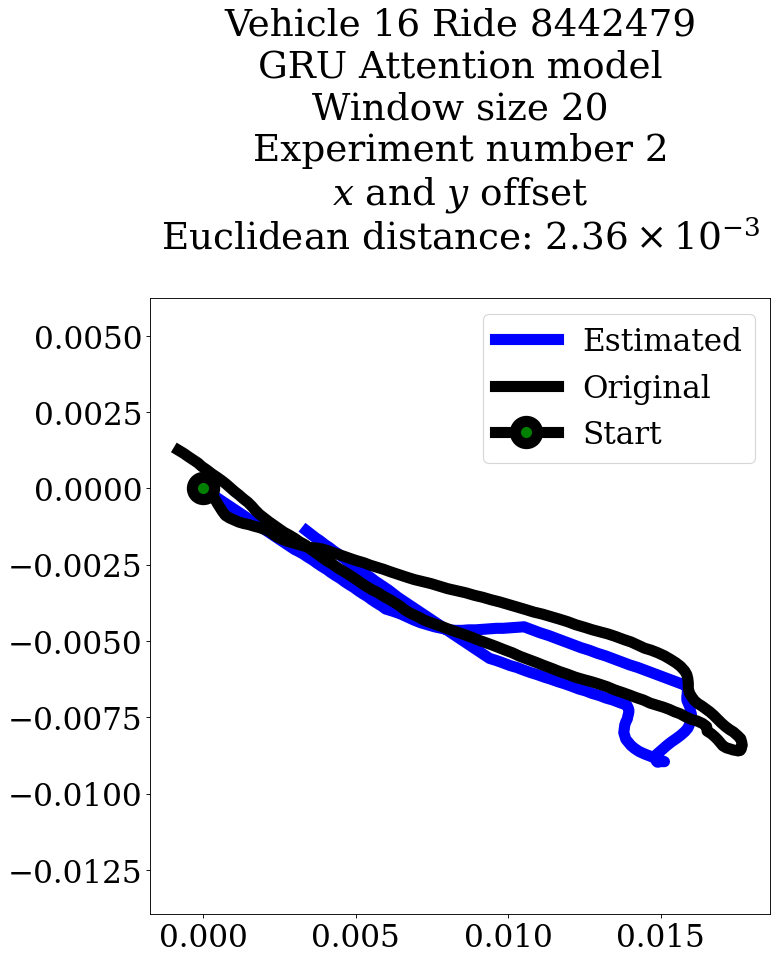 Vehicle 16 Ride 8442479
GRU Attention model
Window size 20
Experiment number 2
x and y offset
Euclidean distance: 2.36 × 10⁻³
Estimated
Original
Start
0.0050
0.0025
0.0000
−0.0025
−0.0050
−0.0075
−0.0100
−0.0125
0.000 0.005 0.010 0.015